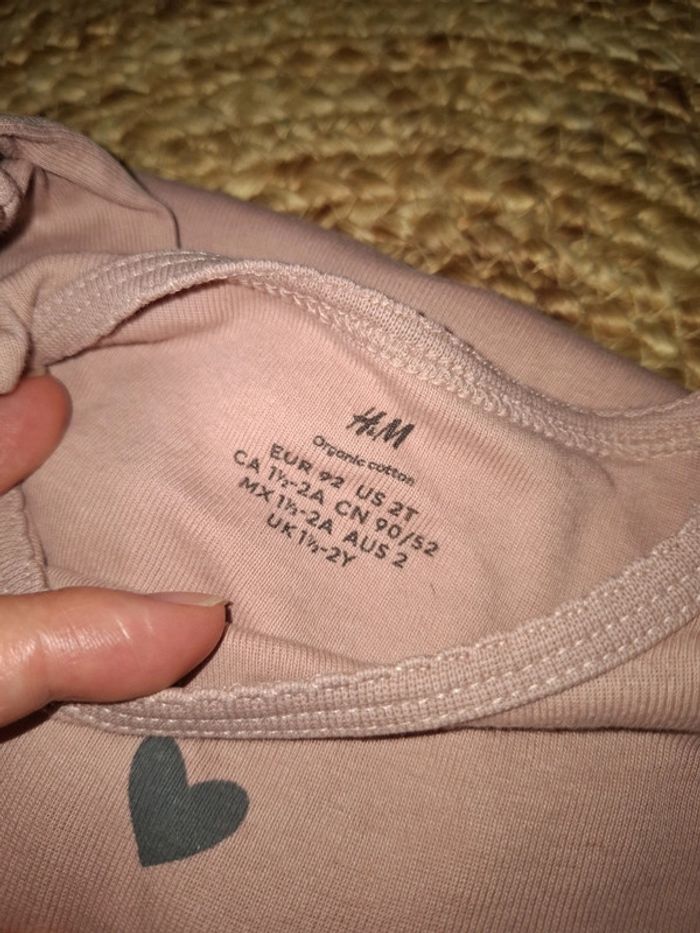 H&M
Organic cotton
EUR 92 US 2T
CA 1½-2A CN 90/52
MX 1½-2A AUS 2
UK 1½-2Y